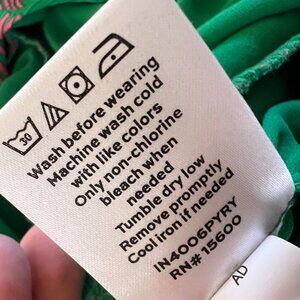 30
Wash before wearing
Machine wash cold
with like colors
Only non-chlorine
bleach when
needed
Tumble dry low
Remove promptly
Cool iron if needed
IN4006PYRY
RN# 15600
AD